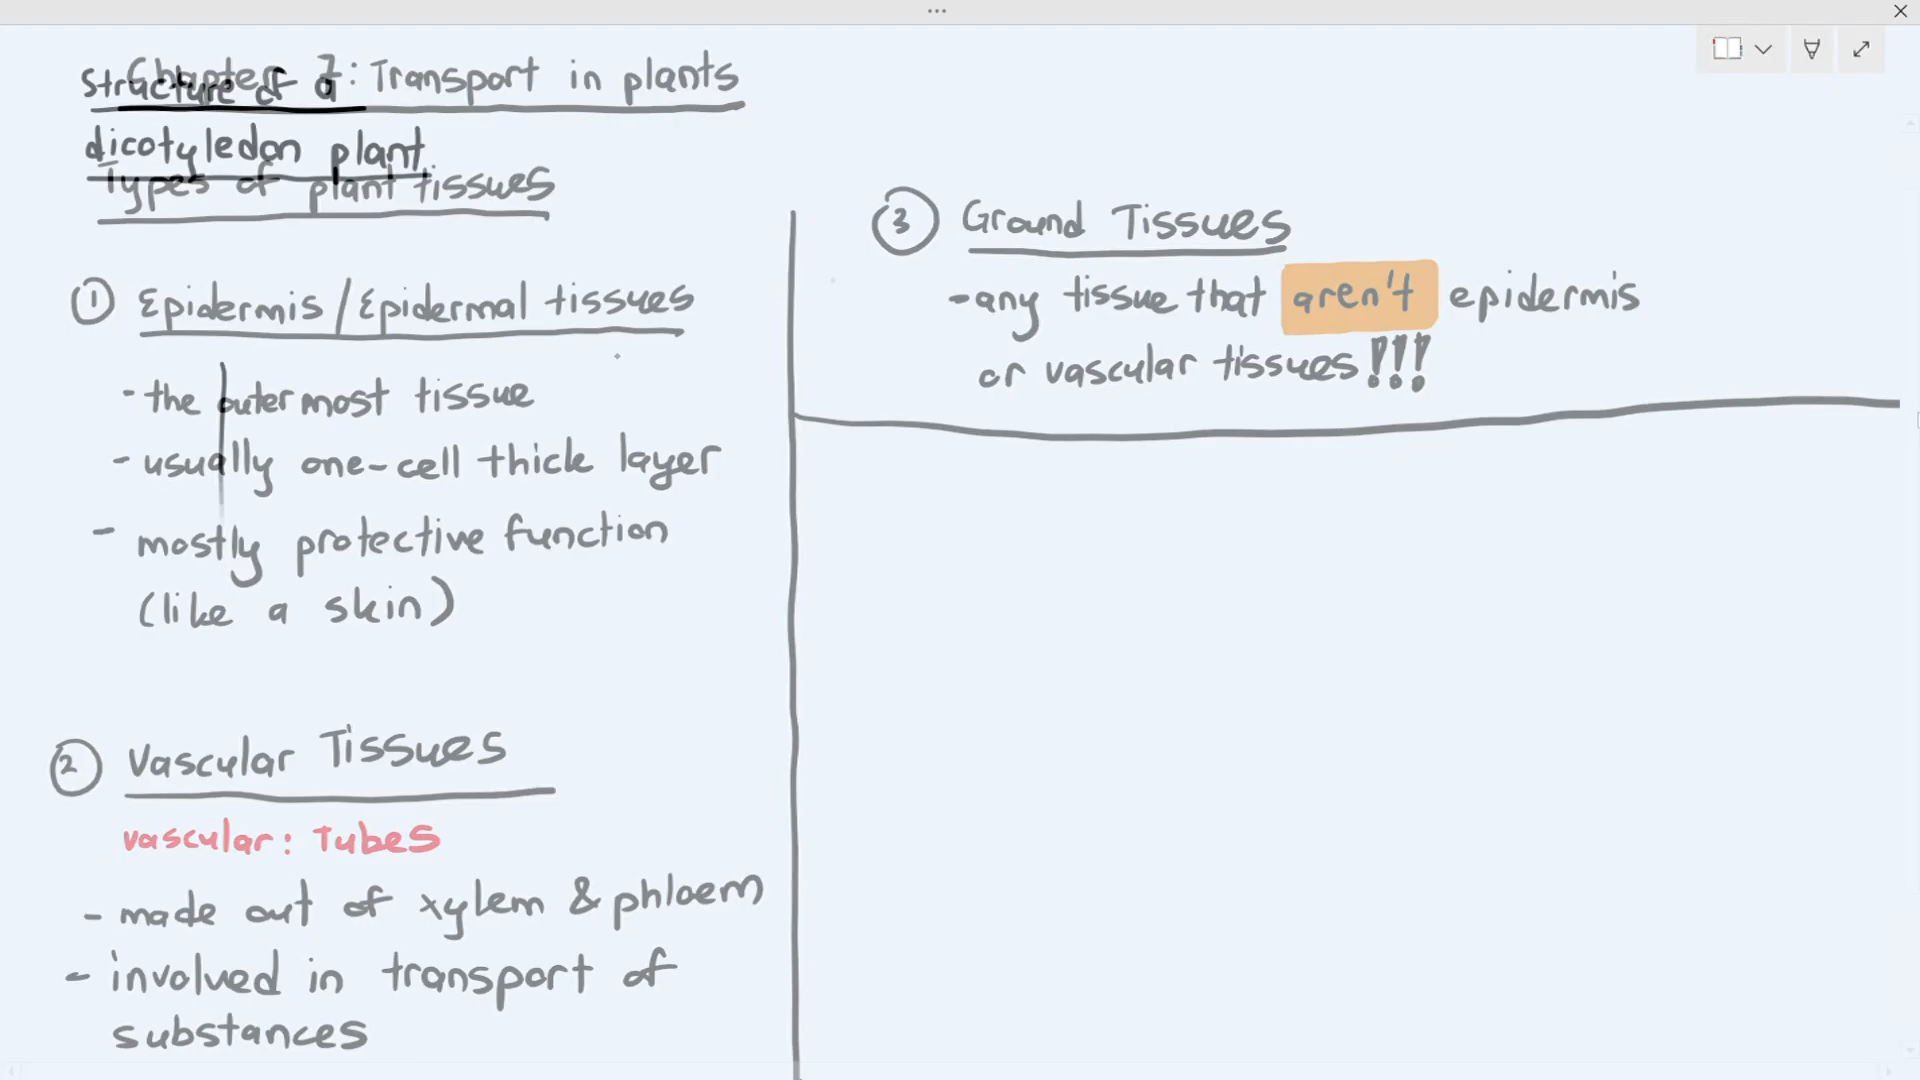 Chapter 7: Transport in plants
Structure of a
dicotyledon plant
Types of plant tissues
1 Epidermis / Epidermal tissues
- the outermost tissue
- usually one-cell thick layer
- mostly protective function
(like a skin)
2 Vascular Tissues
vascular: Tubes
- made out of xylem & phloem
- involved in transport of
substances
3 Ground Tissues
- any tissue that aren't epidermis
or vascular tissues!!!